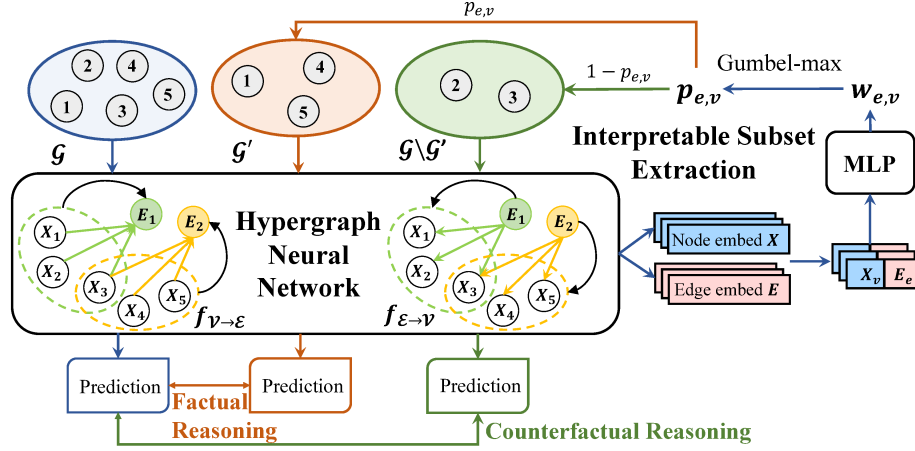 p_{e,v}
2
4
1
3
5
1
4
5
2
3
1 − p_{e,v}
p_{e,v}
Gumbel-max
w_{e,v}
𝒢
𝒢′
𝒢\𝒢′
Interpretable Subset
Extraction
MLP
X_1
X_2
X_3
X_4
X_5
E_1
E_2
f_{𝒱→ℰ}
Hypergraph
Neural
Network
X_1
X_2
X_3
X_4
X_5
E_1
E_2
f_{ℰ→𝒱}
Node embed X
Edge embed E
X_v
E_e
Prediction
Prediction
Prediction
Factual
Reasoning
Counterfactual Reasoning